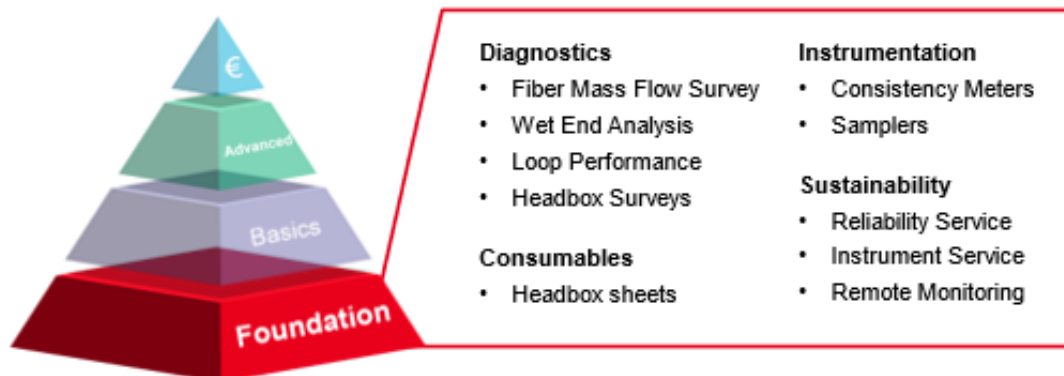 €
Advanced
Basics
Foundation
Diagnostics
• Fiber Mass Flow Survey
• Wet End Analysis
• Loop Performance
• Headbox Surveys
Consumables
• Headbox sheets
Instrumentation
• Consistency Meters
• Samplers
Sustainability
• Reliability Service
• Instrument Service
• Remote Monitoring